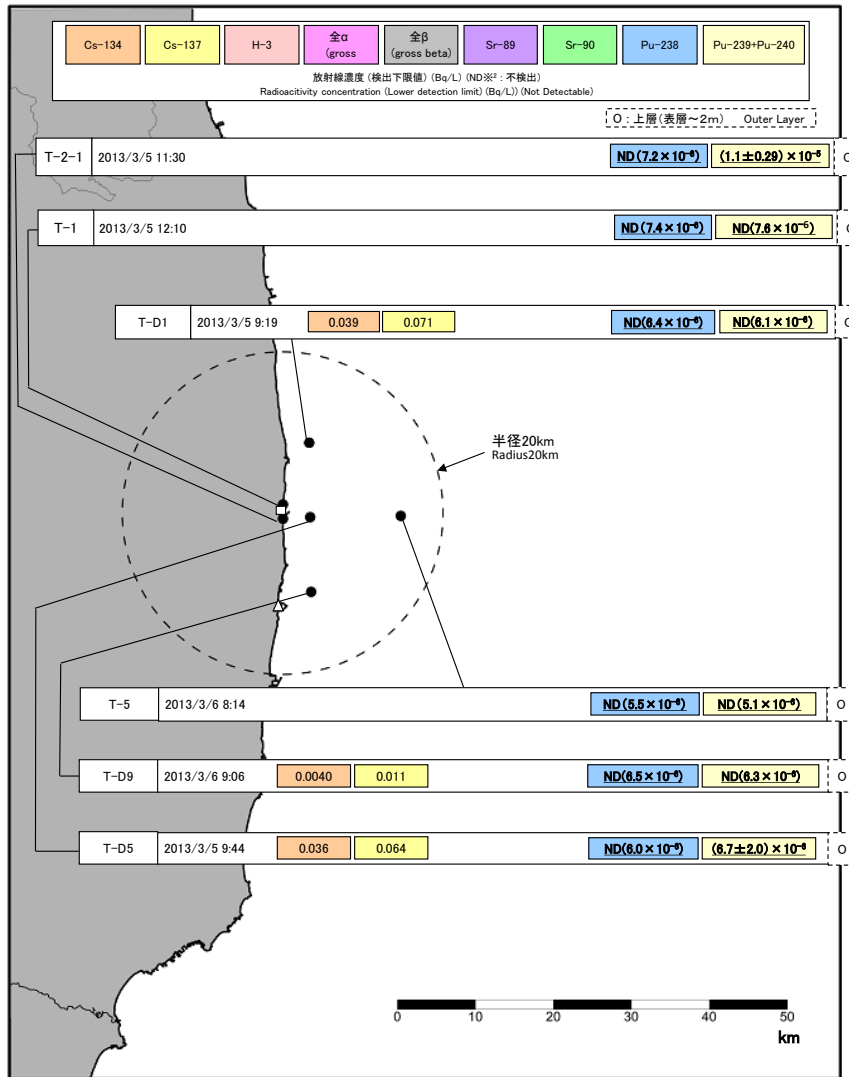 Cs-134 Cs-137 H-3 全α (gross 全β (gross beta) Sr-89 Sr-90 Pu-238 Pu-239+Pu-240
放射線濃度 (検出下限値) (Bq/L) (ND※²:不検出)
Radioacitivity concentration (Lower detection limit) (Bq/L)) (Not Detectable)
O:上層(表層~2m) Outer Layer
T-2-1 2013/3/5 11:30 ND(7.2×10⁻⁶) (1.1±0.29)×10⁻⁵ O
T-1 2013/3/5 12:10 ND(7.4×10⁻⁶) ND(7.6×10⁻⁶)
T-D1 2013/3/5 9:19 0.039 0.071 ND(6.4×10⁻⁶) ND(6.1×10⁻⁶)
半径20km
Radius20km
T-5 2013/3/6 8:14 ND(5.5×10⁻⁶) ND(5.1×10⁻⁶) O
T-D9 2013/3/6 9:06 0.0040 0.011 ND(6.5×10⁻⁶) ND(6.3×10⁻⁶) O
T-D5 2013/3/5 9:44 0.036 0.064 ND(6.0×10⁻⁶) (6.7±2.0)×10⁻⁶ O
0 10 20 30 40 50
km